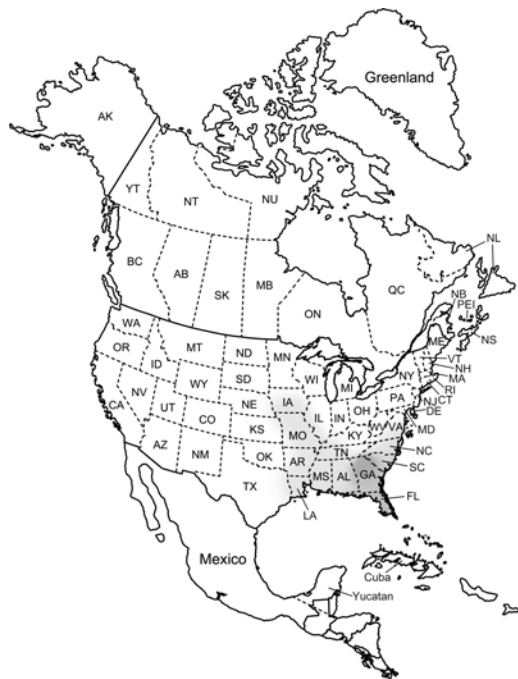 Greenland
AK
YT
NT
NU
NL
BC
AB
SK
MB
ON
QC
NB
PEI
NS
WA
OR
ID
MT
ND
MN
ME
VT
NH
MA
RI
CT
NY
WI
MI
SD
WY
NV
CA
UT
CO
NE
IA
IL
IN
OH
PA
NJ
DE
MD
WV
VA
KS
MO
KY
NC
SC
TN
AZ
NM
OK
AR
TX
MS
AL
GA
FL
LA
Mexico
Cuba
Yucatan